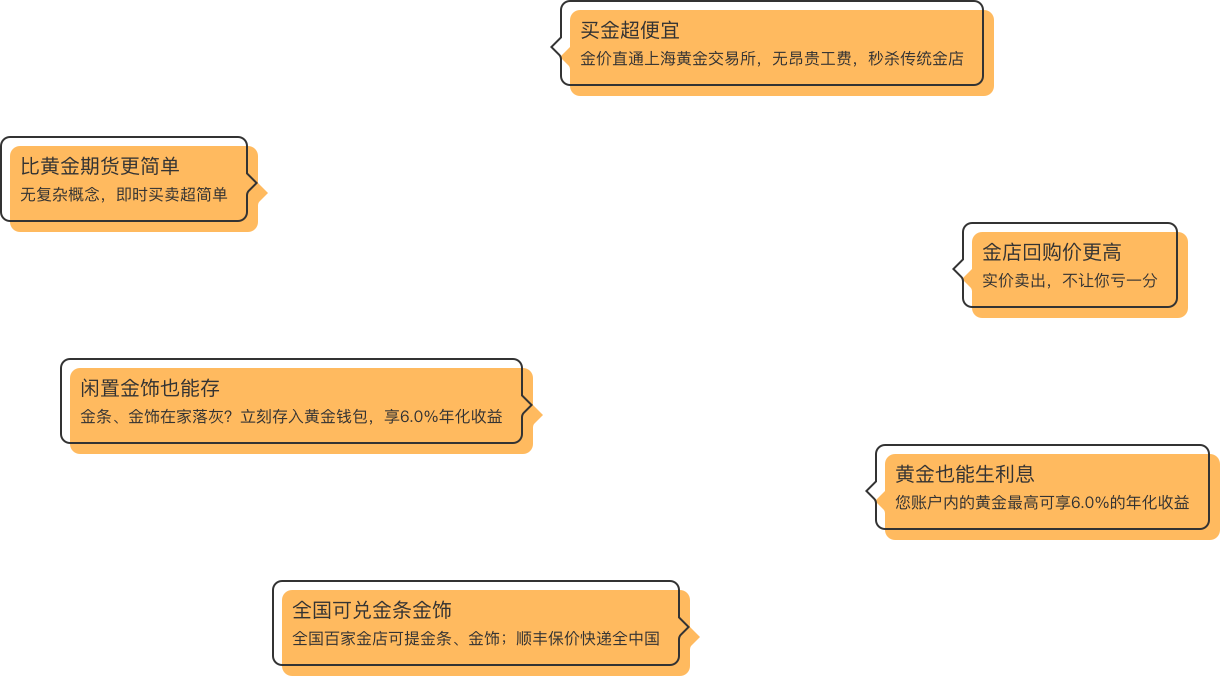 买金超便宜
金价直通上海黄金交易所，无昂贵工费，秒杀传统金店
比黄金期货更简单
无复杂概念，即时买卖超简单
金店回购价更高
实价卖出，不让你亏一分
闲置金饰也能存
金条、金饰在家落灰？立刻存入黄金钱包，享6.0%年化收益
黄金也能生利息
您账户内的黄金最高可享6.0%的年化收益
全国可兑金条金饰
全国百家金店可提金条、金饰；顺丰保价快递全中国